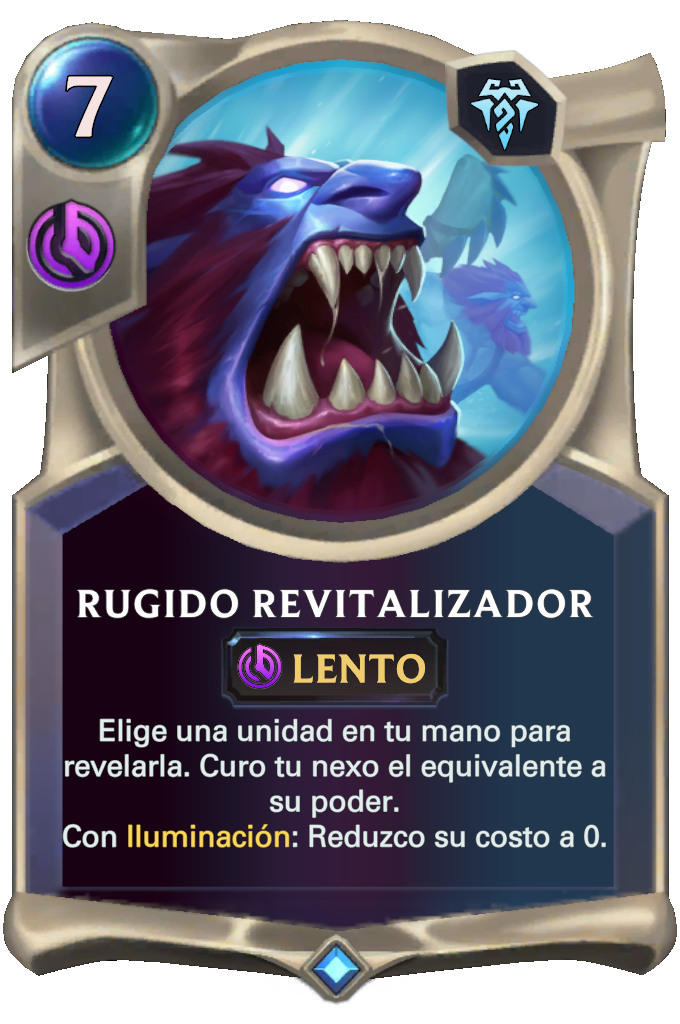 7
RUGIDO REVITALIZADOR
LENTO
Elige una unidad en tu mano para
revelarla. Curo tu nexo el equivalente a
su poder.
Con Iluminación: Reduzco su costo a 0.